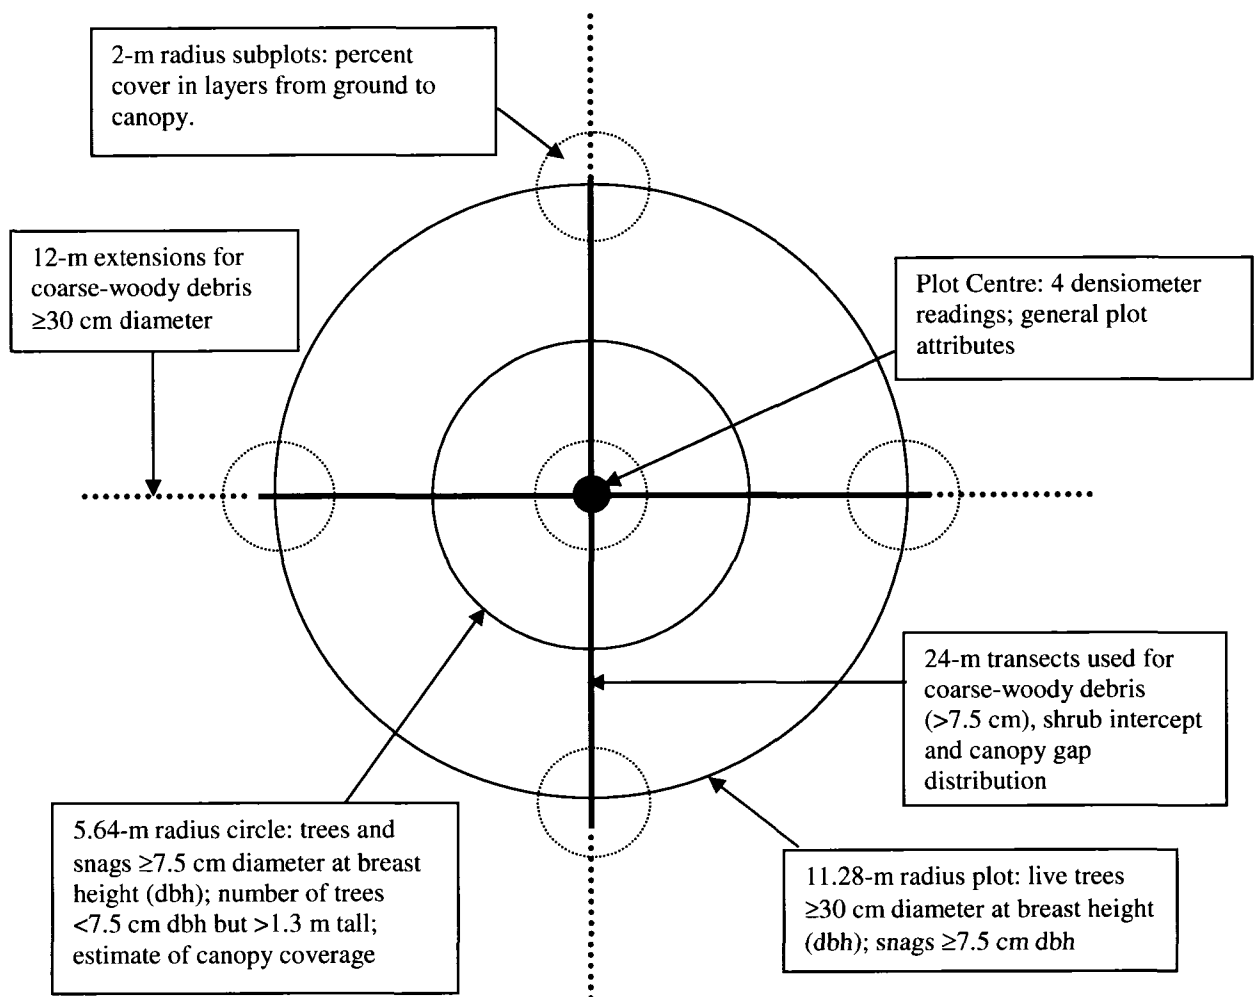 2-m radius subplots: percent
cover in layers from ground to
canopy.
12-m extensions for
coarse-woody debris
≥30 cm diameter
Plot Centre: 4 densiometer
readings; general plot
attributes
24-m transects used for
coarse-woody debris
(>7.5 cm), shrub intercept
and canopy gap
distribution
5.64-m radius circle: trees and
snags ≥7.5 cm diameter at breast
height (dbh); number of trees
<7.5 cm dbh but >1.3 m tall;
estimate of canopy coverage
11.28-m radius plot: live trees
≥30 cm diameter at breast height
(dbh); snags ≥7.5 cm dbh